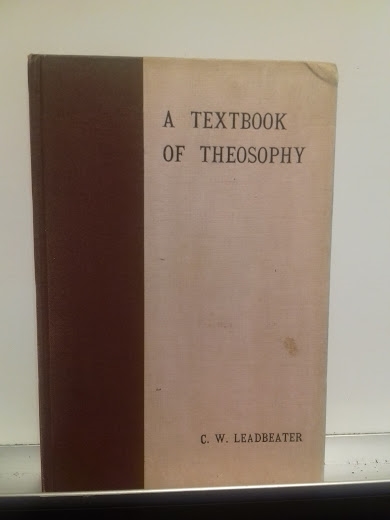 A TEXTBOOK
OF THEOSOPHY
C. W. LEADBEATER